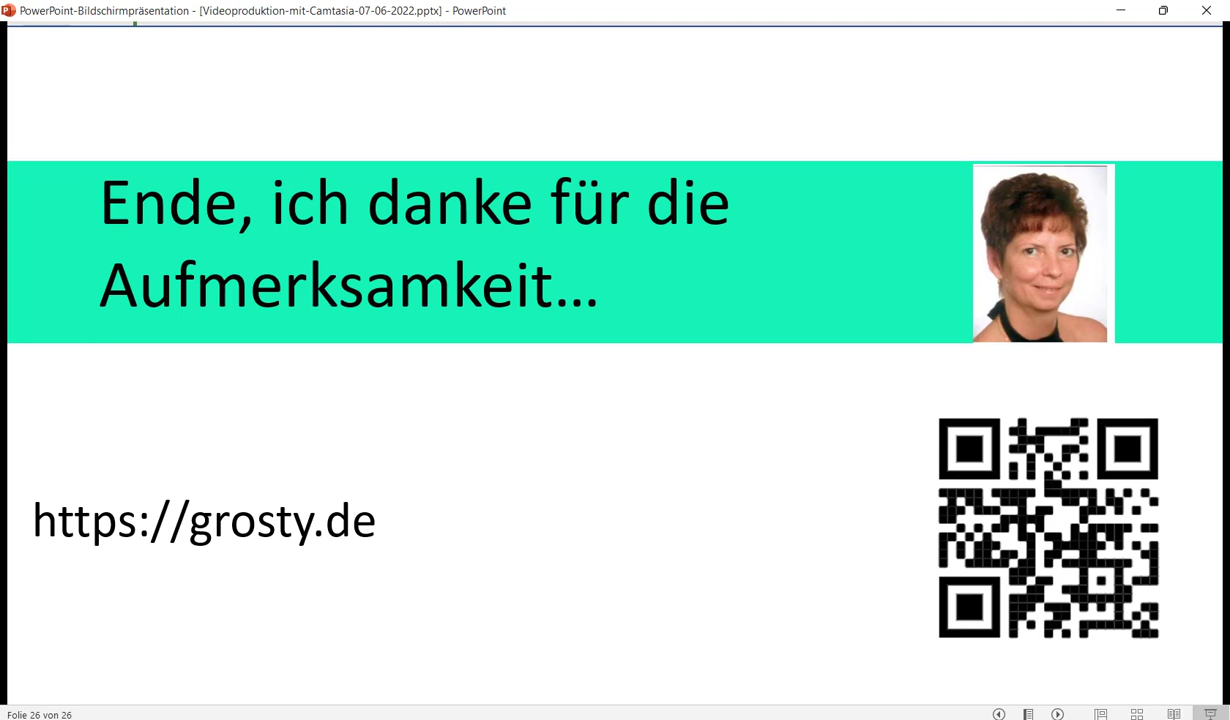 PowerPoint-Bildschirmpräsentation - [Videoproduktion-mit-Camtasia-07-06-2022.pptx] - PowerPoint
Ende, ich danke für die
Aufmerksamkeit...
https://grosty.de
Folie 26 von 26